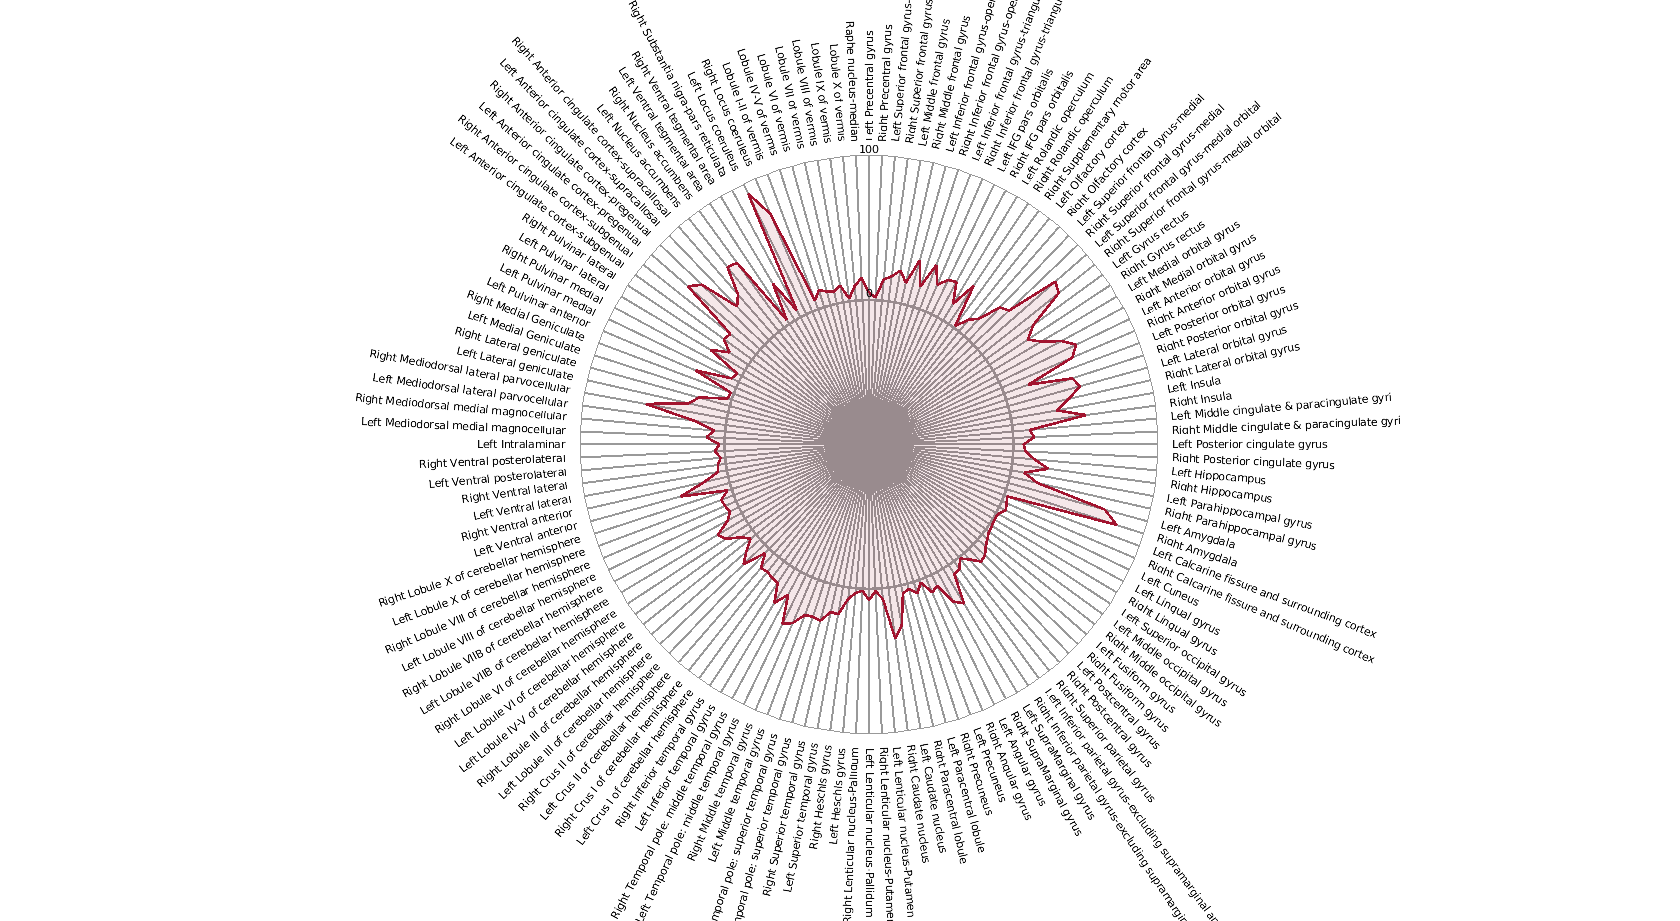 100
0
Left Precentral gyrus
Right Precentral gyrus
Left Superior frontal gyrus-
Right Superior frontal gyrus
Left Middle frontal gyrus
Right Middle frontal gyrus
Left Inferior frontal gyrus-oper
Right Inferior frontal gyrus-ope
Left Inferior frontal gyrus-triangu
Right Inferior frontal gyrus-triangu
Left IFG pars orbitalis
Right IFG pars orbitalis
Left Rolandic operculum
Right Rolandic operculum
Left Supplementary motor area
Right Supplementary motor area
Left Olfactory cortex
Right Olfactory cortex
Left Superior frontal gyrus-medial
Right Superior frontal gyrus-medial
Left Superior frontal gyrus-medial orbital
Right Superior frontal gyrus-medial orbital
Left Gyrus rectus
Right Gyrus rectus
Left Medial orbital gyrus
Right Medial orbital gyrus
Left Anterior orbital gyrus
Right Anterior orbital gyrus
Left Posterior orbital gyrus
Right Posterior orbital gyrus
Left Lateral orbital gyrus
Right Lateral orbital gyrus
Left Insula
Right Insula
Left Middle cingulate & paracingulate gyri
Right Middle cingulate & paracingulate gyri
Left Posterior cingulate gyrus
Right Posterior cingulate gyrus
Left Hippocampus
Right Hippocampus
Left Parahippocampal gyrus
Right Parahippocampal gyrus
Left Amygdala
Right Amygdala
Left Calcarine fissure and surrounding cortex
Right Calcarine fissure and surrounding cortex
Left Cuneus
Left Lingual gyrus
Right Lingual gyrus
Left Superior occipital gyrus
Left Middle occipital gyrus
Right Middle occipital gyrus
Left Fusiform gyrus
Right Fusiform gyrus
Left Postcentral gyrus
Right Postcentral gyrus
Right Superior parietal gyrus
Left Inferior parietal gyrus-excluding supramarginal an
Right Inferior parietal gyrus-excluding supramargin
Left SupraMarginal gyrus
Right SupraMarginal gyrus
Left Angular gyrus
Right Angular gyrus
Left Precuneus
Right Precuneus
Left Paracentral lobule
Right Paracentral lobule
Left Caudate nucleus
Right Caudate nucleus
Left Lenticular nucleus-Putamen
Right Lenticular nucleus-Putamen
Left Lenticular nucleus-Pallidum
Right Lenticular nucleus-Pallidum
Left Heschls gyrus
Right Heschls gyrus
Left Superior temporal gyrus
Right Superior temporal gyrus
mporal pole: superior temporal gyrus
mporal pole: superior temporal gyrus
Left Middle temporal gyrus
Right Middle temporal gyrus
Left Temporal pole: middle temporal gyrus
Right Temporal pole: middle temporal gyrus
Left Inferior temporal gyrus
Right Inferior temporal gyrus
Left Crus I of cerebellar hemisphere
Right Crus I of cerebellar hemisphere
Left Crus II of cerebellar hemisphere
Right Crus II of cerebellar hemisphere
Left Lobule III of cerebellar hemisphere
Right Lobule III of cerebellar hemisphere
Left Lobule IV-V of cerebellar hemisphere
Left Lobule VI of cerebellar hemisphere
Right Lobule VI of cerebellar hemisphere
Left Lobule VIIB of cerebellar hemisphere
Right Lobule VIIB of cerebellar hemisphere
Left Lobule VIII of cerebellar hemisphere
Right Lobule VIII of cerebellar hemisphere
Left Lobule X of cerebellar hemisphere
Right Lobule X of cerebellar hemisphere
Left Ventral anterior
Right Ventral anterior
Left Ventral lateral
Right Ventral lateral
Left Ventral posterolateral
Right Ventral posterolateral
Left Intralaminar
Left Mediodorsal medial magnocellular
Right Mediodorsal medial magnocellular
Left Mediodorsal lateral parvocellular
Right Mediodorsal lateral parvocellular
Left Lateral geniculate
Right Lateral geniculate
Left Medial Geniculate
Right Medial Geniculate
Left Pulvinar anterior
Left Pulvinar medial
Right Pulvinar medial
Left Pulvinar lateral
Right Pulvinar lateral
Left Anterior cingulate cortex-subgenual
Right Anterior cingulate cortex-subgenual
Left Anterior cingulate cortex-pregenual
Right Anterior cingulate cortex-pregenual
Left Anterior cingulate cortex-supracallosal
Right Anterior cingulate cortex-supracallosal
Left Nucleus accumbens
Right Nucleus accumbens
Left Ventral tegmental area
Right Ventral tegmental area
Right Substantia nigra-pars reticulata
Left Locus coeruleus
Right Locus coeruleus
Lobule I-II of vermis
Lobule IV-V of vermis
Lobule VI of vermis
Lobule VII of vermis
Lobule VIII of vermis
Lobule IX of vermis
Lobule X of vermis
Raphe nucleus-median